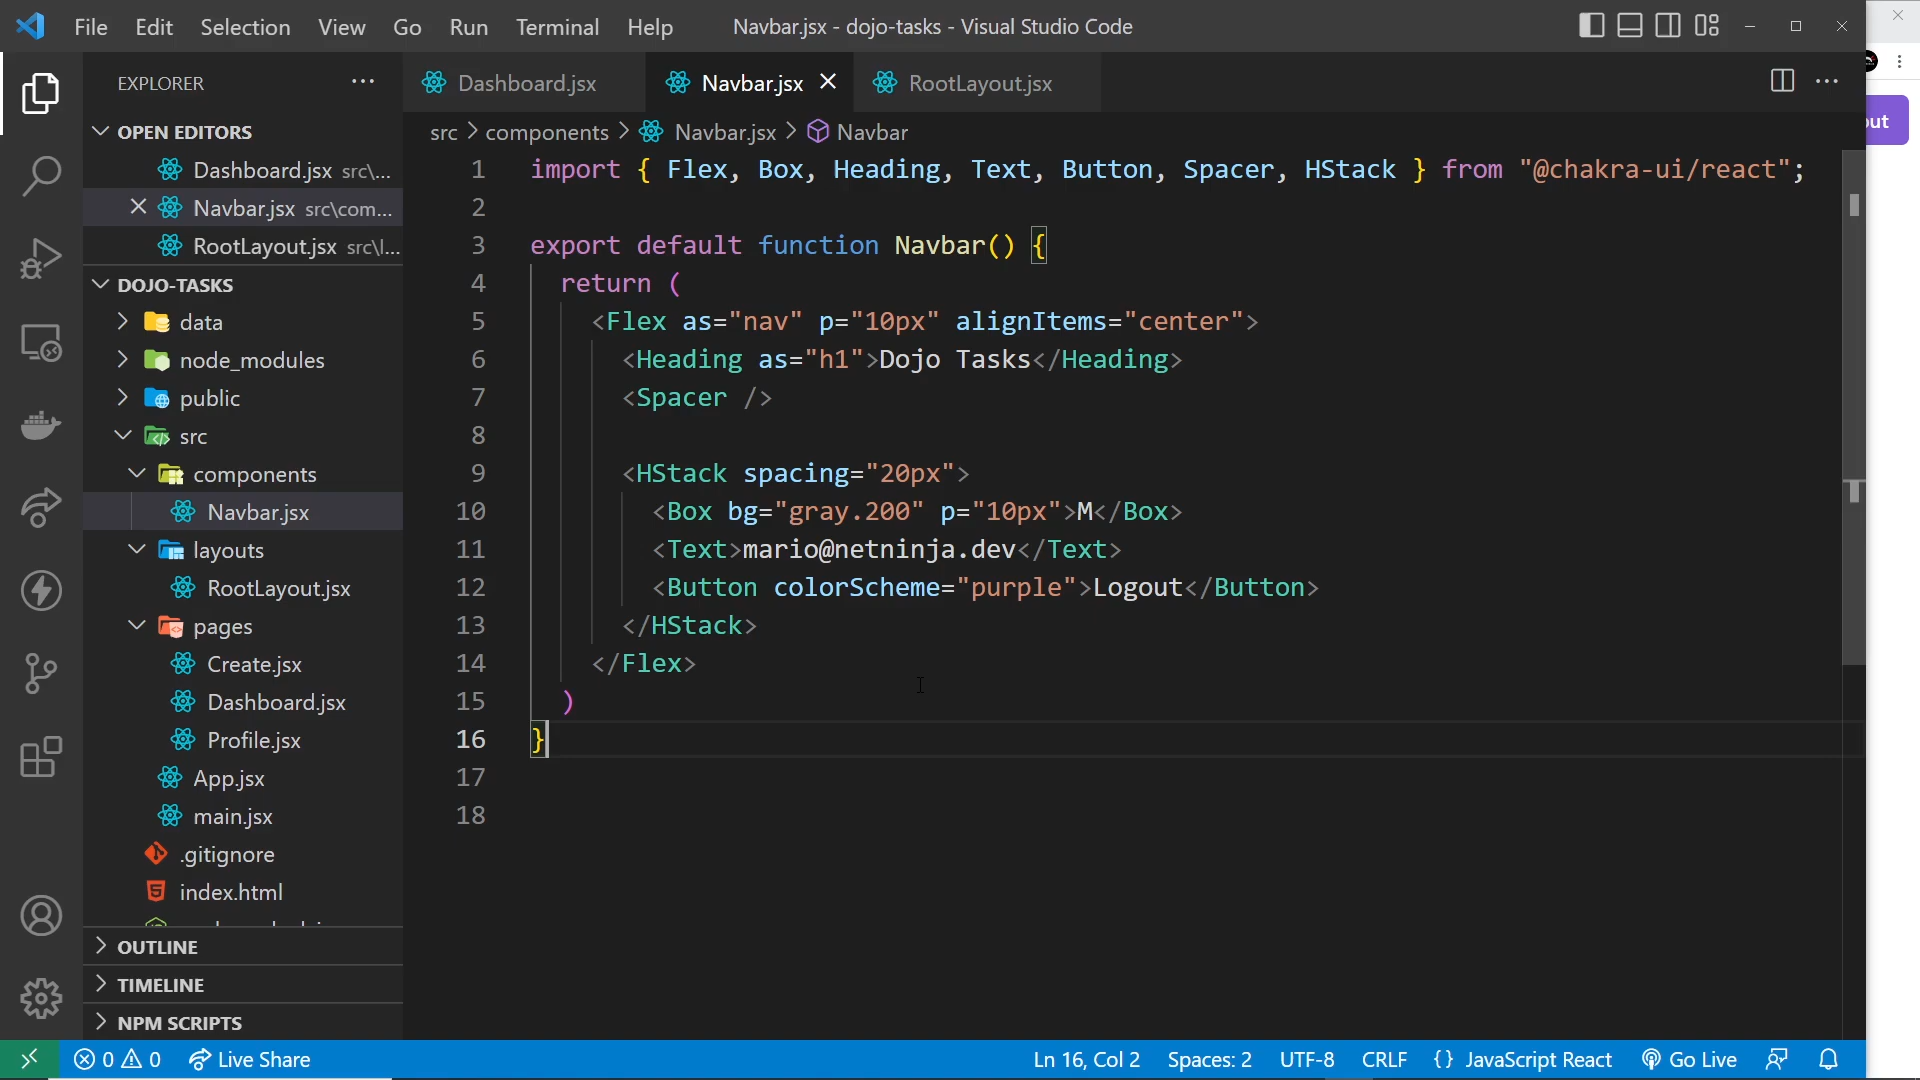 File Edit Selection View Go Run Terminal Help Navbar.jsx - dojo-tasks - Visual Studio Code
EXPLORER
Dashboard.jsx Navbar.jsx RootLayout.jsx
OPEN EDITORS
src components Navbar.jsx Navbar
Dashboard.jsx src\...
Navbar.jsx src\com...
RootLayout.jsx src\l...
DOJO-TASKS
data
node_modules
public
src
components
Navbar.jsx
layouts
RootLayout.jsx
pages
Create.jsx
Dashboard.jsx
Profile.jsx
App.jsx
main.jsx
.gitignore
index.html
OUTLINE
TIMELINE
NPM SCRIPTS
1 import { Flex, Box, Heading, Text, Button, Spacer, HStack } from "@chakra-ui/react";
2
3 export default function Navbar() {
4 return (
5 <Flex as="nav" p="10px" alignItems="center">
6 <Heading as="h1">Dojo Tasks</Heading>
7 <Spacer />
8
9 <HStack spacing="20px">
10 <Box bg="gray.200" p="10px">M</Box>
11 <Text>mario@netninja.dev</Text>
12 <Button colorScheme="purple">Logout</Button>
13 </HStack>
14 </Flex>
15 )
16 }
17
18
out
0 0 Live Share Ln 16, Col 2 Spaces: 2 UTF-8 CRLF {} JavaScript React Go Live